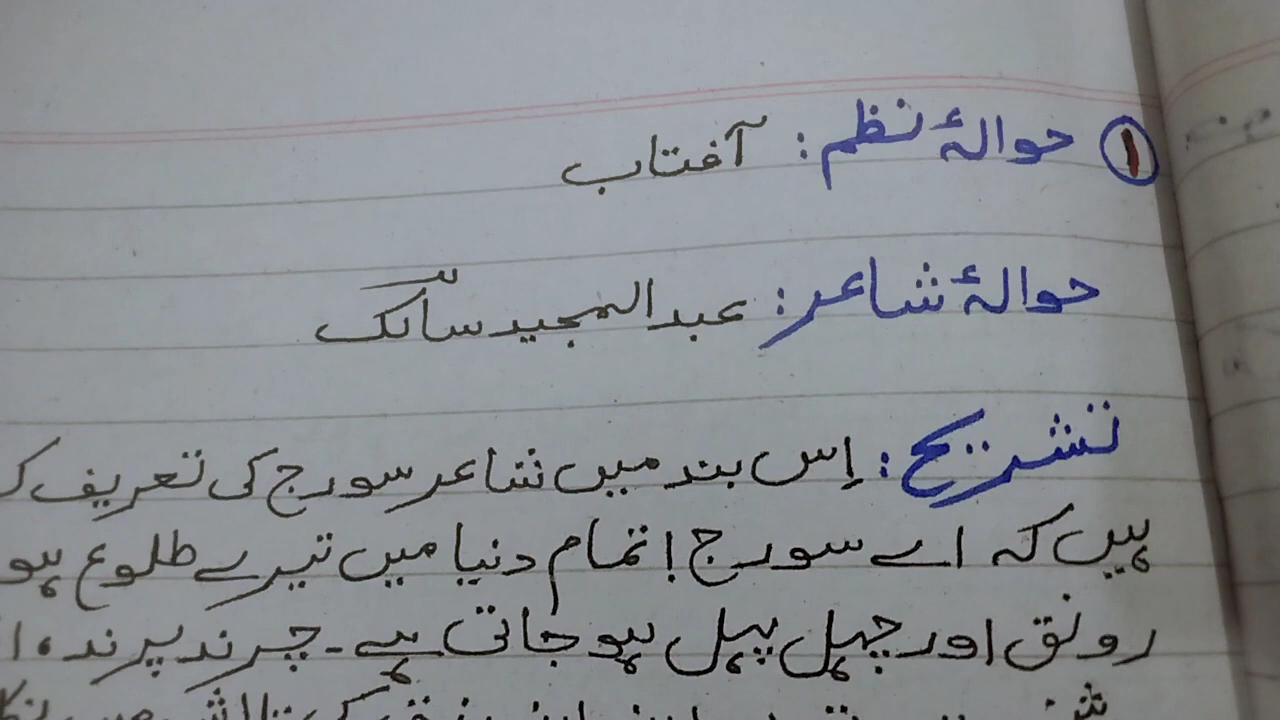 ۱ حوالۂ نظم: آفتاب
حوالۂ شاعر: عبدالمجید سالکؔ
تشریح: اِس بند میں شاعر سورج کی تعریف
ہیں کہ اے سورج! تمام دنیا میں تیرے طلوع ہو
رونق اور چہل پہل ہو جاتی ہے۔ چرند پرند،